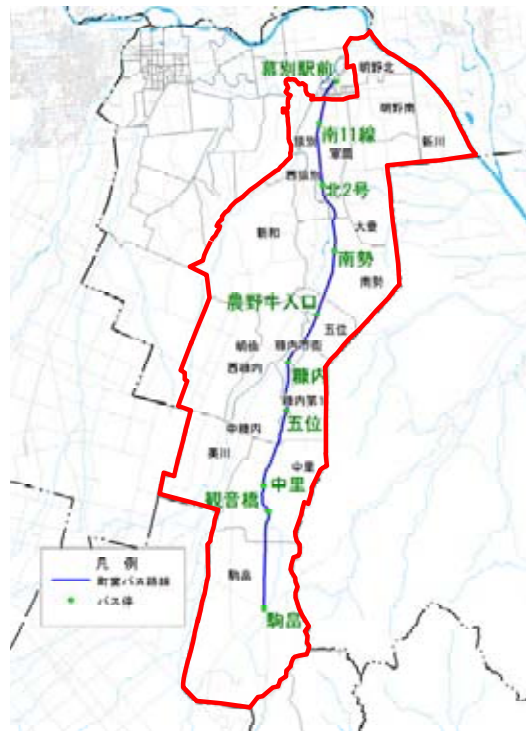 幕別駅前
明野北
明野南
南11線
猿別
軍岡
新川
西猿別
北2号
大豊
新和
南勢
南勢
農野牛入口
五位
明倫
糠内市街
西糠内
糠内
糠内第1
五位
中糠内
美川
中里
中里
観音橋
凡 例
町営バス路線
バス停
駒畠
駒畠